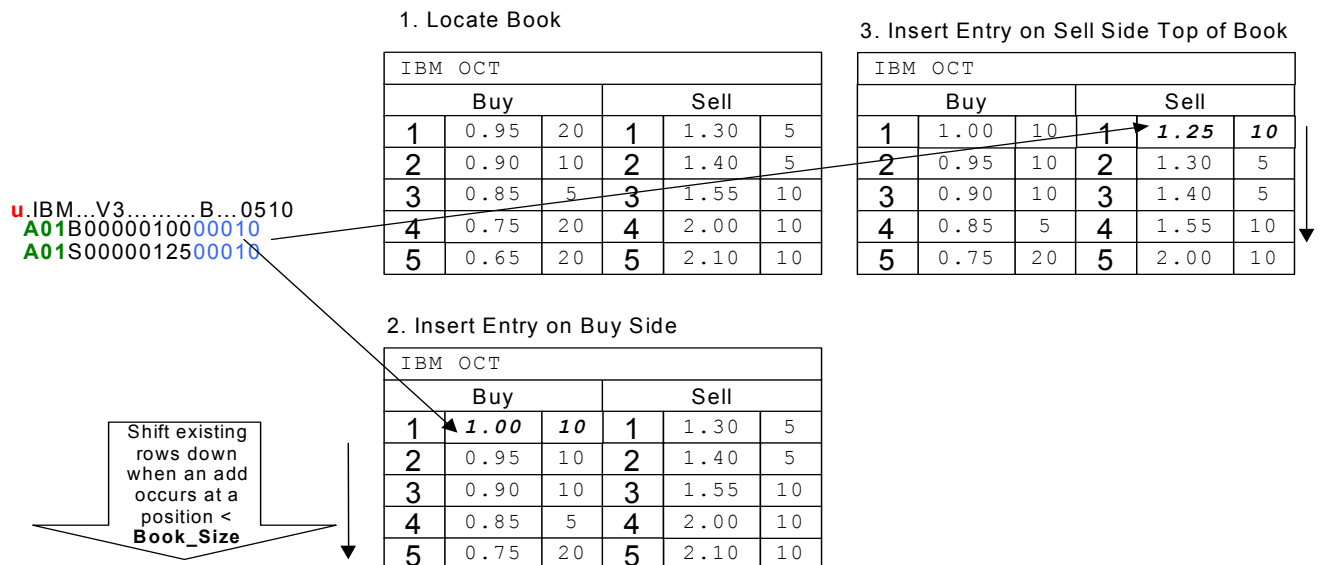 1. Locate Book
IBM OCT
Buy Sell
1 0.95 20 1 1.30 5
2 0.90 10 2 1.40 5
3 0.85 5 3 1.55 10
4 0.75 20 4 2.00 10
5 0.65 20 5 2.10 10
3. Insert Entry on Sell Side Top of Book
IBM OCT
Buy Sell
1 1.00 10 1 1.25 10
2 0.95 10 2 1.30 5
3 0.90 10 3 1.40 5
4 0.85 5 4 1.55 10
5 0.75 20 5 2.00 10
u.IBM...V3.........B...0510
A01B0000010000010
A01S0000012500010
2. Insert Entry on Buy Side
IBM OCT
Buy Sell
1 1.00 10 1 1.30 5
2 0.95 10 2 1.40 5
3 0.90 10 3 1.55 10
4 0.85 5 4 2.00 10
5 0.75 20 5 2.10 10
Shift existing
rows down
when an add
occurs at a
position <
Book_Size